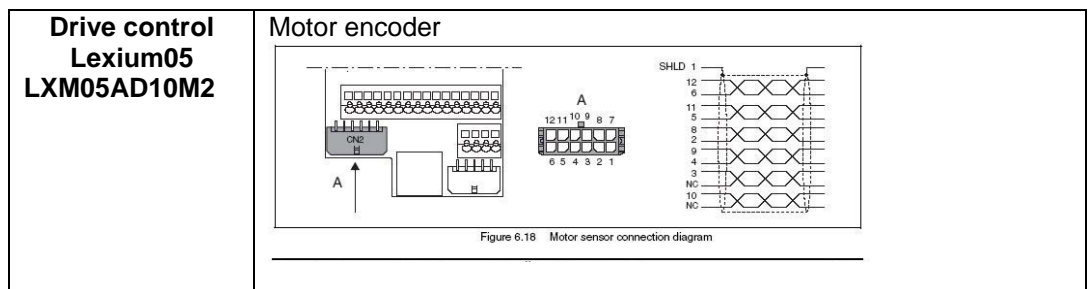 Drive control
Lexium05
LXM05AD10M2
Motor encoder
CN2
A
A
12 11 10 9 8 7
6 5 4 3 2 1
SHLD 1
12
6
11
5
8
2
9
4
3
NC
10
NC
Figure 6.18 Motor sensor connection diagram